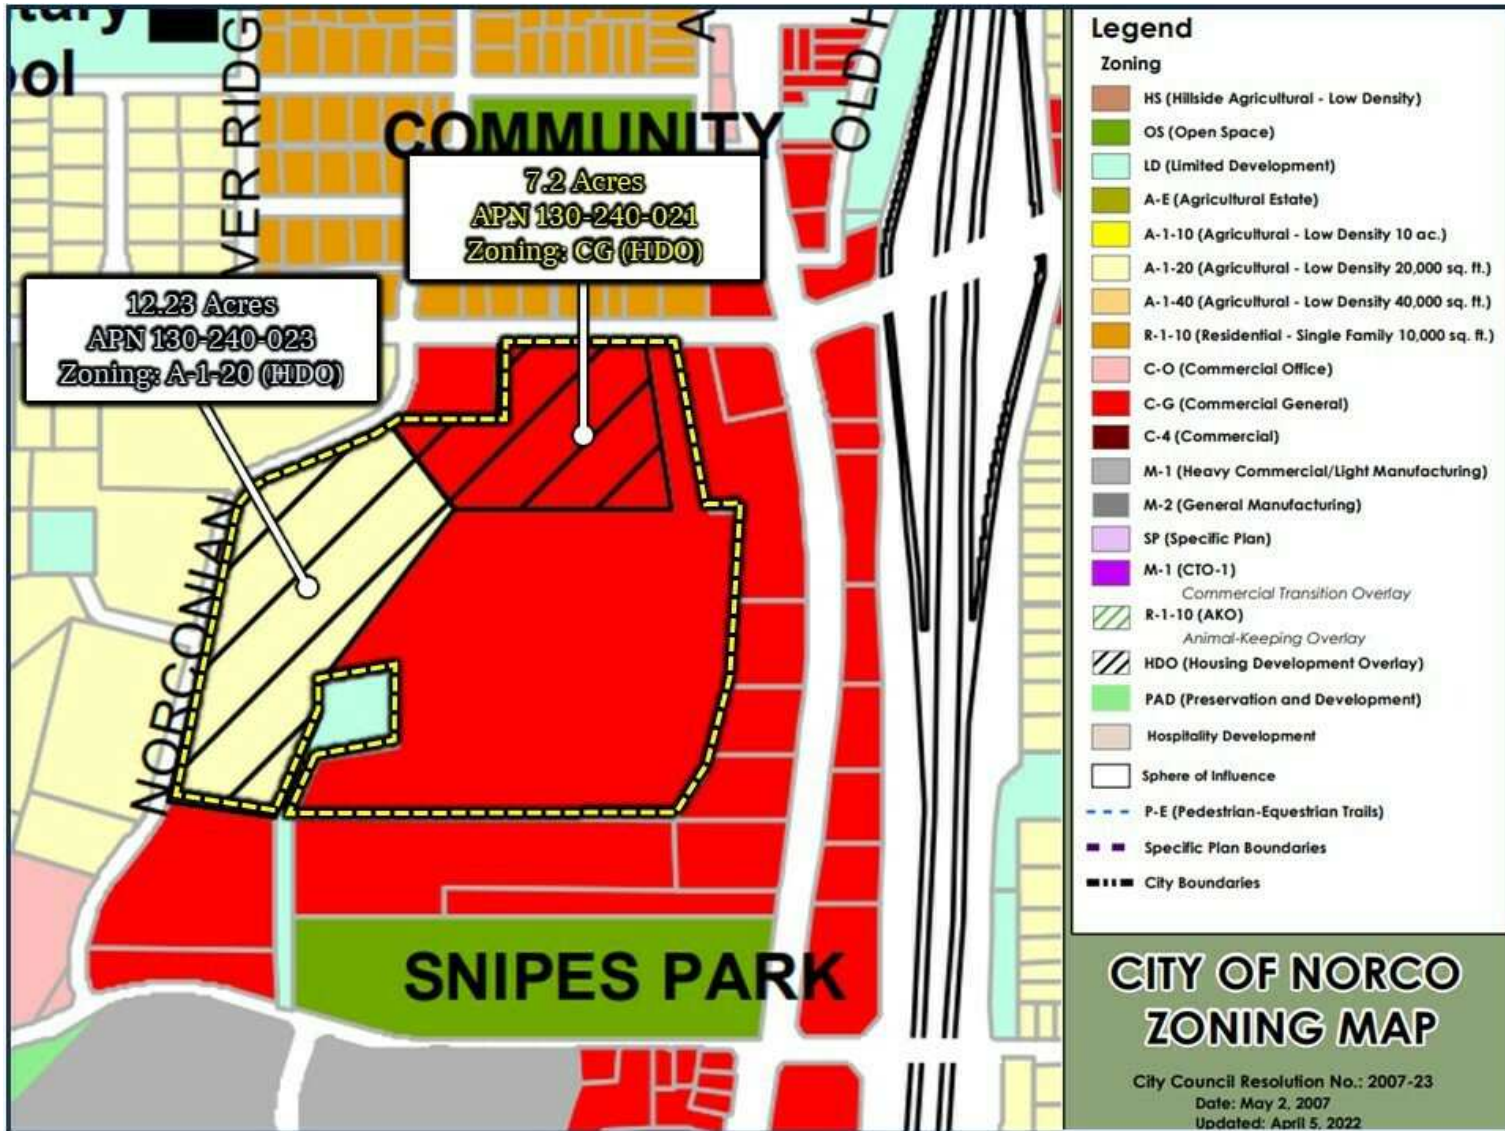 tary
ool
VER RIDG
A
OLD H
COMMUNITY
7.2 Acres
APN 130-240-021
Zoning: CG (HDO)
12.23 Acres
APN 130-240-023
Zoning: A-1-20 (HDO)
NORCONIAN
SNIPES PARK
Legend
Zoning
HS (Hillside Agricultural - Low Density)
OS (Open Space)
LD (Limited Development)
A-E (Agricultural Estate)
A-1-10 (Agricultural - Low Density 10 ac.)
A-1-20 (Agricultural - Low Density 20,000 sq. ft.)
A-1-40 (Agricultural - Low Density 40,000 sq. ft.)
R-1-10 (Residential - Single Family 10,000 sq. ft.)
C-O (Commercial Office)
C-G (Commercial General)
C-4 (Commercial)
M-1 (Heavy Commercial/Light Manufacturing)
M-2 (General Manufacturing)
SP (Specific Plan)
M-1 (CTO-1)
Commercial Transition Overlay
R-1-10 (AKO)
Animal-Keeping Overlay
HDO (Housing Development Overlay)
PAD (Preservation and Development)
Hospitality Development
Sphere of Influence
P-E (Pedestrian-Equestrian Trails)
Specific Plan Boundaries
City Boundaries
CITY OF NORCO
ZONING MAP
City Council Resolution No.: 2007-23
Date: May 2, 2007
Updated: April 5, 2022